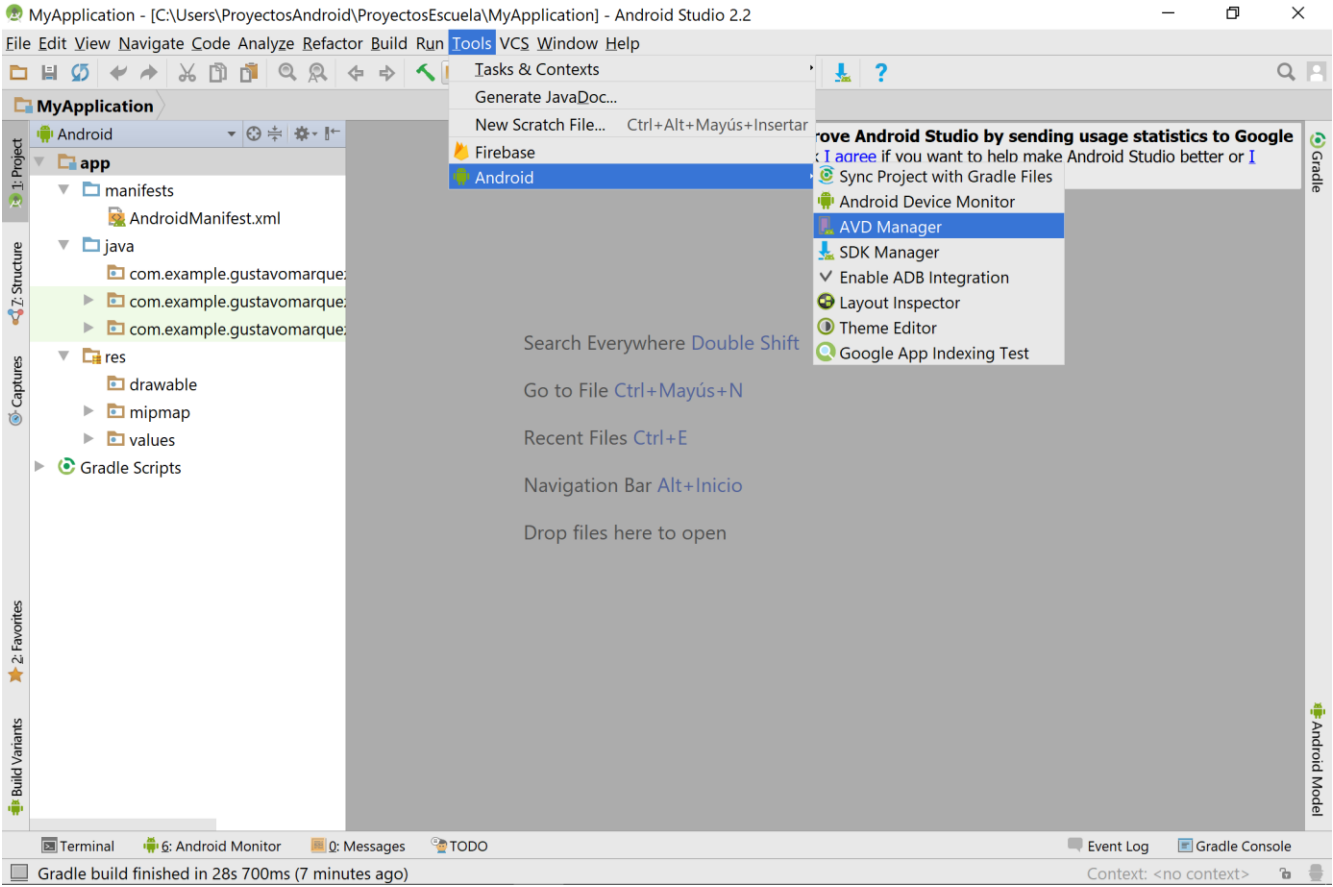 MyApplication - [C:\Users\ProyectosAndroid\ProyectosEscuela\MyApplication] - Android Studio 2.2
File Edit View Navigate Code Analyze Refactor Build Run Tools VCS Window Help
Tasks & Contexts
Generate JavaDoc...
New Scratch File... Ctrl+Alt+Mayús+Insertar
Firebase
Android
MyApplication
Android
rove Android Studio by sending usage statistics to Google
I agree if you want to help make Android Studio better or I
Sync Project with Gradle Files
Android Device Monitor
AVD Manager
SDK Manager
Enable ADB Integration
Layout Inspector
Theme Editor
Google App Indexing Test
app
manifests
AndroidManifest.xml
java
com.example.gustavomarque
com.example.gustavomarque
com.example.gustavomarque
res
drawable
mipmap
values
Gradle Scripts
Search Everywhere Double Shift
Go to File Ctrl+Mayús+N
Recent Files Ctrl+E
Navigation Bar Alt+Inicio
Drop files here to open
1: Project
7: Structure
Captures
2: Favorites
Build Variants
Gradle
Android Model
Terminal 6: Android Monitor 0: Messages TODO Event Log Gradle Console
Gradle build finished in 28s 700ms (7 minutes ago) Context: <no context>